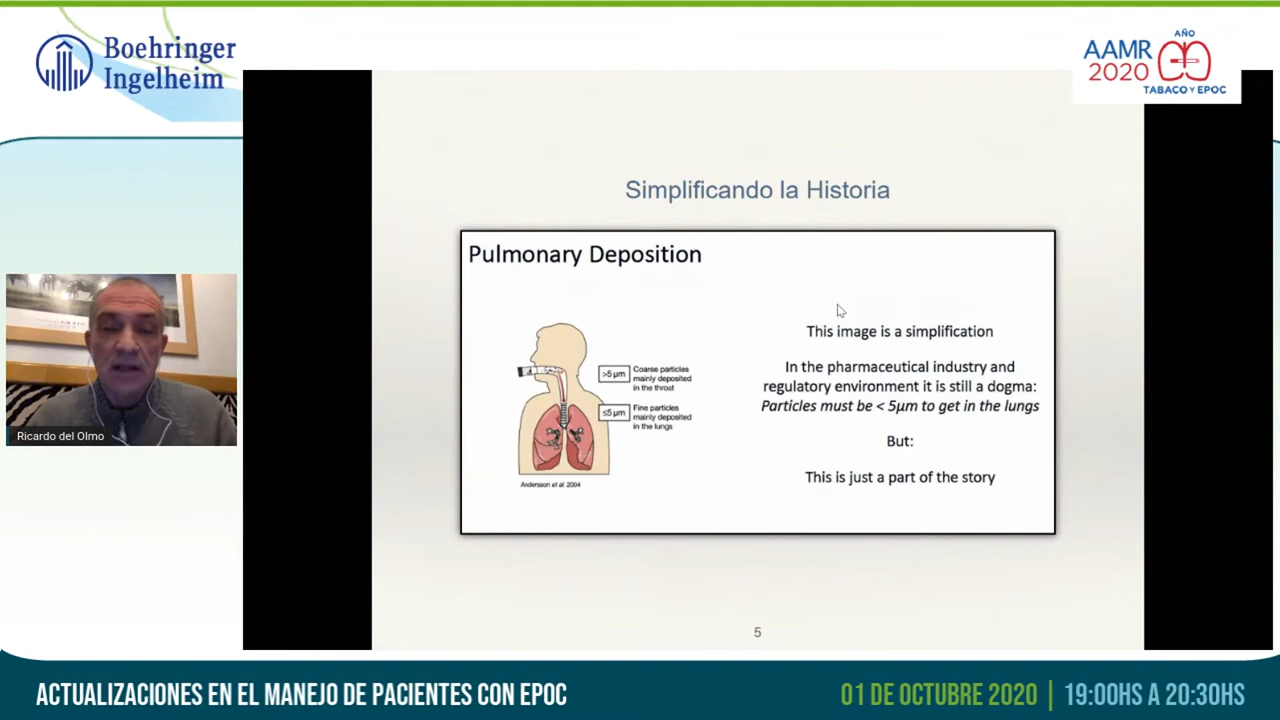 Boehringer
Ingelheim
AÑO
AAMR
2020
TABACO Y EPOC
Simplificando la Historia
Pulmonary Deposition
>5 μm
Coarse particles
mainly deposited
in the throat
≤5 μm
Fine particles
mainly deposited
in the lungs
Andersson et al. 2004
This image is a simplification
In the pharmaceutical industry and
regulatory environment it is still a dogma:
Particles must be < 5μm to get in the lungs
But:
This is just a part of the story
5
Ricardo del Olmo
ACTUALIZACIONES EN EL MANEJO DE PACIENTES CON EPOC
01 DE OCTUBRE 2020 | 19:00HS A 20:30HS